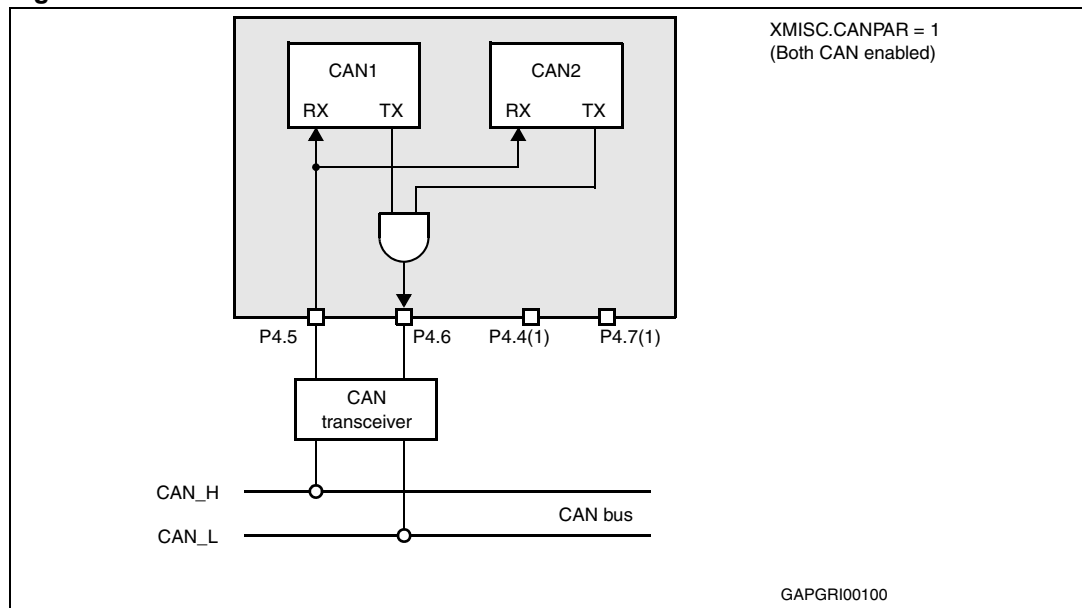 XMISC.CANPAR = 1
(Both CAN enabled)
CAN1
RX TX
CAN2
RX TX
P4.5 P4.6 P4.4(1) P4.7(1)
CAN
transceiver
CAN_H
CAN bus
CAN_L
GAPGRI00100